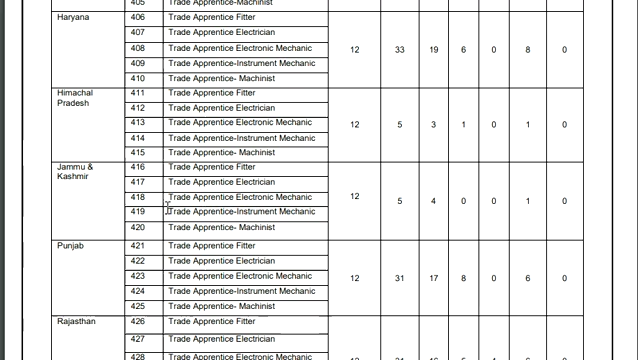 405 Trade Apprentice-Machinist
Haryana 406 Trade Apprentice Fitter
407 Trade Apprentice Electrician
408 Trade Apprentice Electronic Mechanic 12 33 19 6 0 8 0
409 Trade Apprentice-Instrument Mechanic
410 Trade Apprentice- Machinist
Himachal 411 Trade Apprentice Fitter
Pradesh 412 Trade Apprentice Electrician
413 Trade Apprentice Electronic Mechanic 12 5 3 1 0 1 0
414 Trade Apprentice-Instrument Mechanic
415 Trade Apprentice- Machinist
Jammu & 416 Trade Apprentice Fitter
Kashmir 417 Trade Apprentice Electrician
418 Trade Apprentice Electronic Mechanic 12 5 4 0 0 1 0
419 Trade Apprentice-Instrument Mechanic
420 Trade Apprentice- Machinist
Punjab 421 Trade Apprentice Fitter
422 Trade Apprentice Electrician
423 Trade Apprentice Electronic Mechanic 12 31 17 8 0 6 0
424 Trade Apprentice-Instrument Mechanic
425 Trade Apprentice- Machinist
Rajasthan 426 Trade Apprentice Fitter
427 Trade Apprentice Electrician
428 Trade Apprentice Electronic Mechanic 12